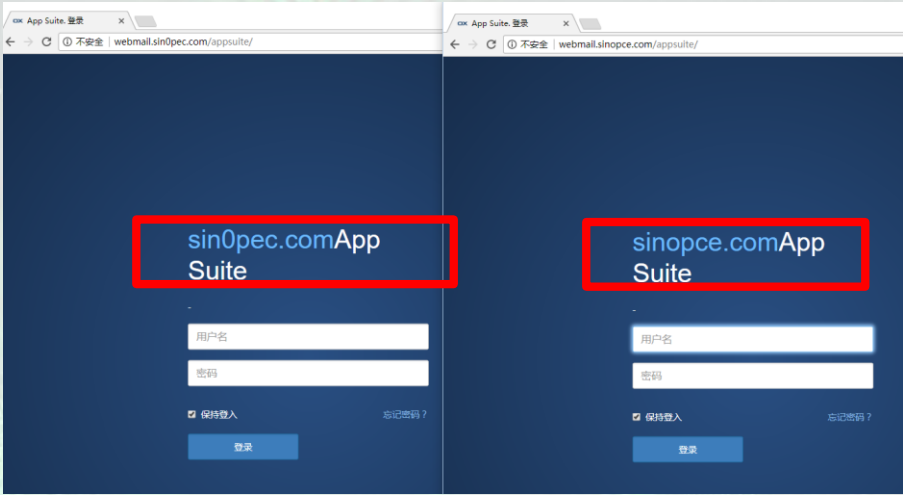 App Suite. 登录
不安全 | webmail.sin0pec.com/appsuite/
sin0pec.comApp
Suite
-
用户名
密码
保持登入
忘记密码？
登录
App Suite. 登录
不安全 | webmail.sinopce.com/appsuite/
sinopce.comApp
Suite
-
用户名
密码
保持登入
忘记密码？
登录